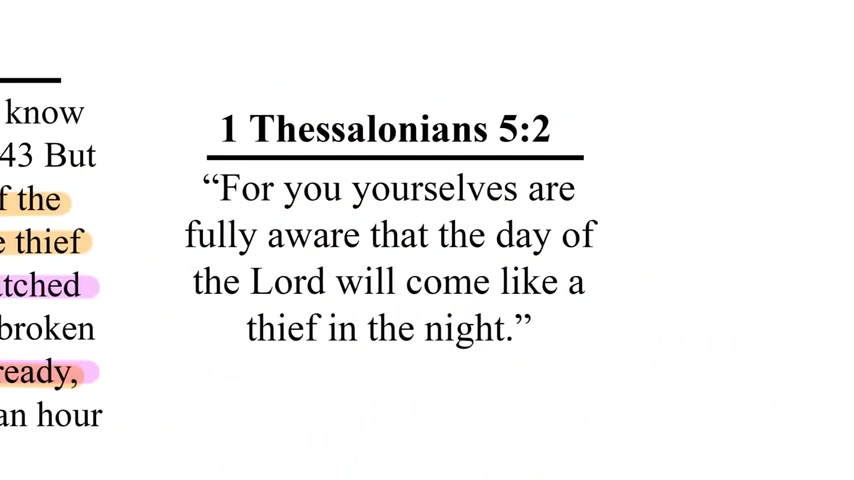 know
43 But
f the
e thief
atched
broken
ready,
an hour
1 Thessalonians 5:2
“For you yourselves are
fully aware that the day of
the Lord will come like a
thief in the night.”